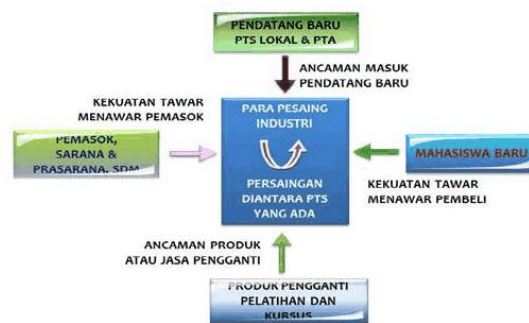 PENDATANG BARU
PTS LOKAL & PTA
ANCAMAN MASUK
PENDATANG BARU
KEKUATAN TAWAR
MENAWAR PEMASOK
PEMASOK,
SARANA &
PRASARANA, SDM
PARA PESAING
INDUSTRI
PERSAINGAN
DIANTARA PTS
YANG ADA
MAHASISWA BARU
KEKUATAN TAWAR
MENAWAR PEMBELI
ANCAMAN PRODUK
ATAU JASA PENGGANTI
PRODUK PENGGANTI
PELATIHAN DAN
KURSUS